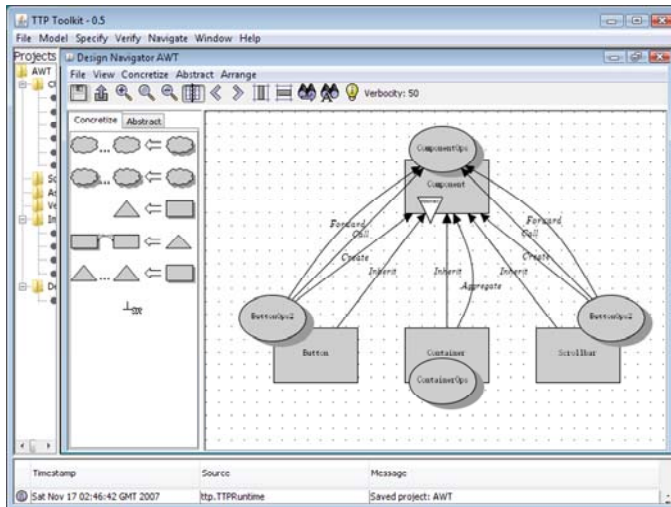 TTP Toolkit - 0.5
File Model Specify Verify Navigate Window Help
Projects
Design Navigator AWT
AWT
File View Concretize Abstract Arrange
Verbocity: 50
Concretize Abstract
ComponentOps
Component
Forward
Call
Create
Inherit
Inherit
Aggregate
Inherit
Create
Call
Forward
ButtonOps2
Button
Container
ContainerOps
ButtonOps2
Scrollbar
Timestamp Source Message
Sat Nov 17 02:46:42 GMT 2007 ttp.TTPRuntime Saved project: AWT